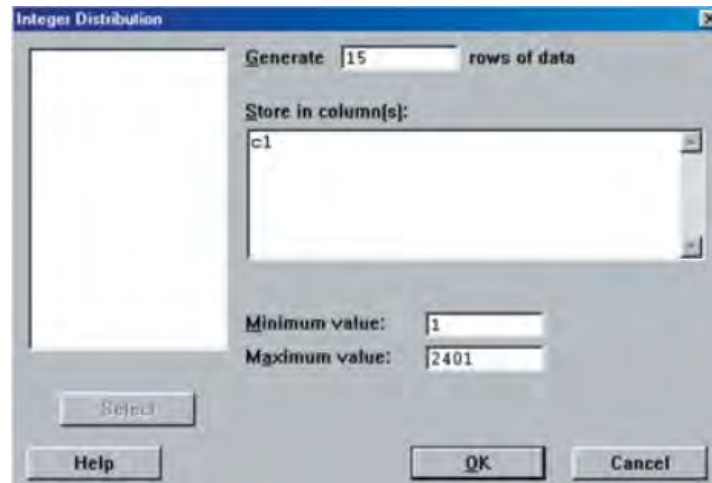 Integer Distribution
Generate 15 rows of data
Store in column(s):
c1
Minimum value: 1
Maximum value: 2401
Select
Help OK Cancel